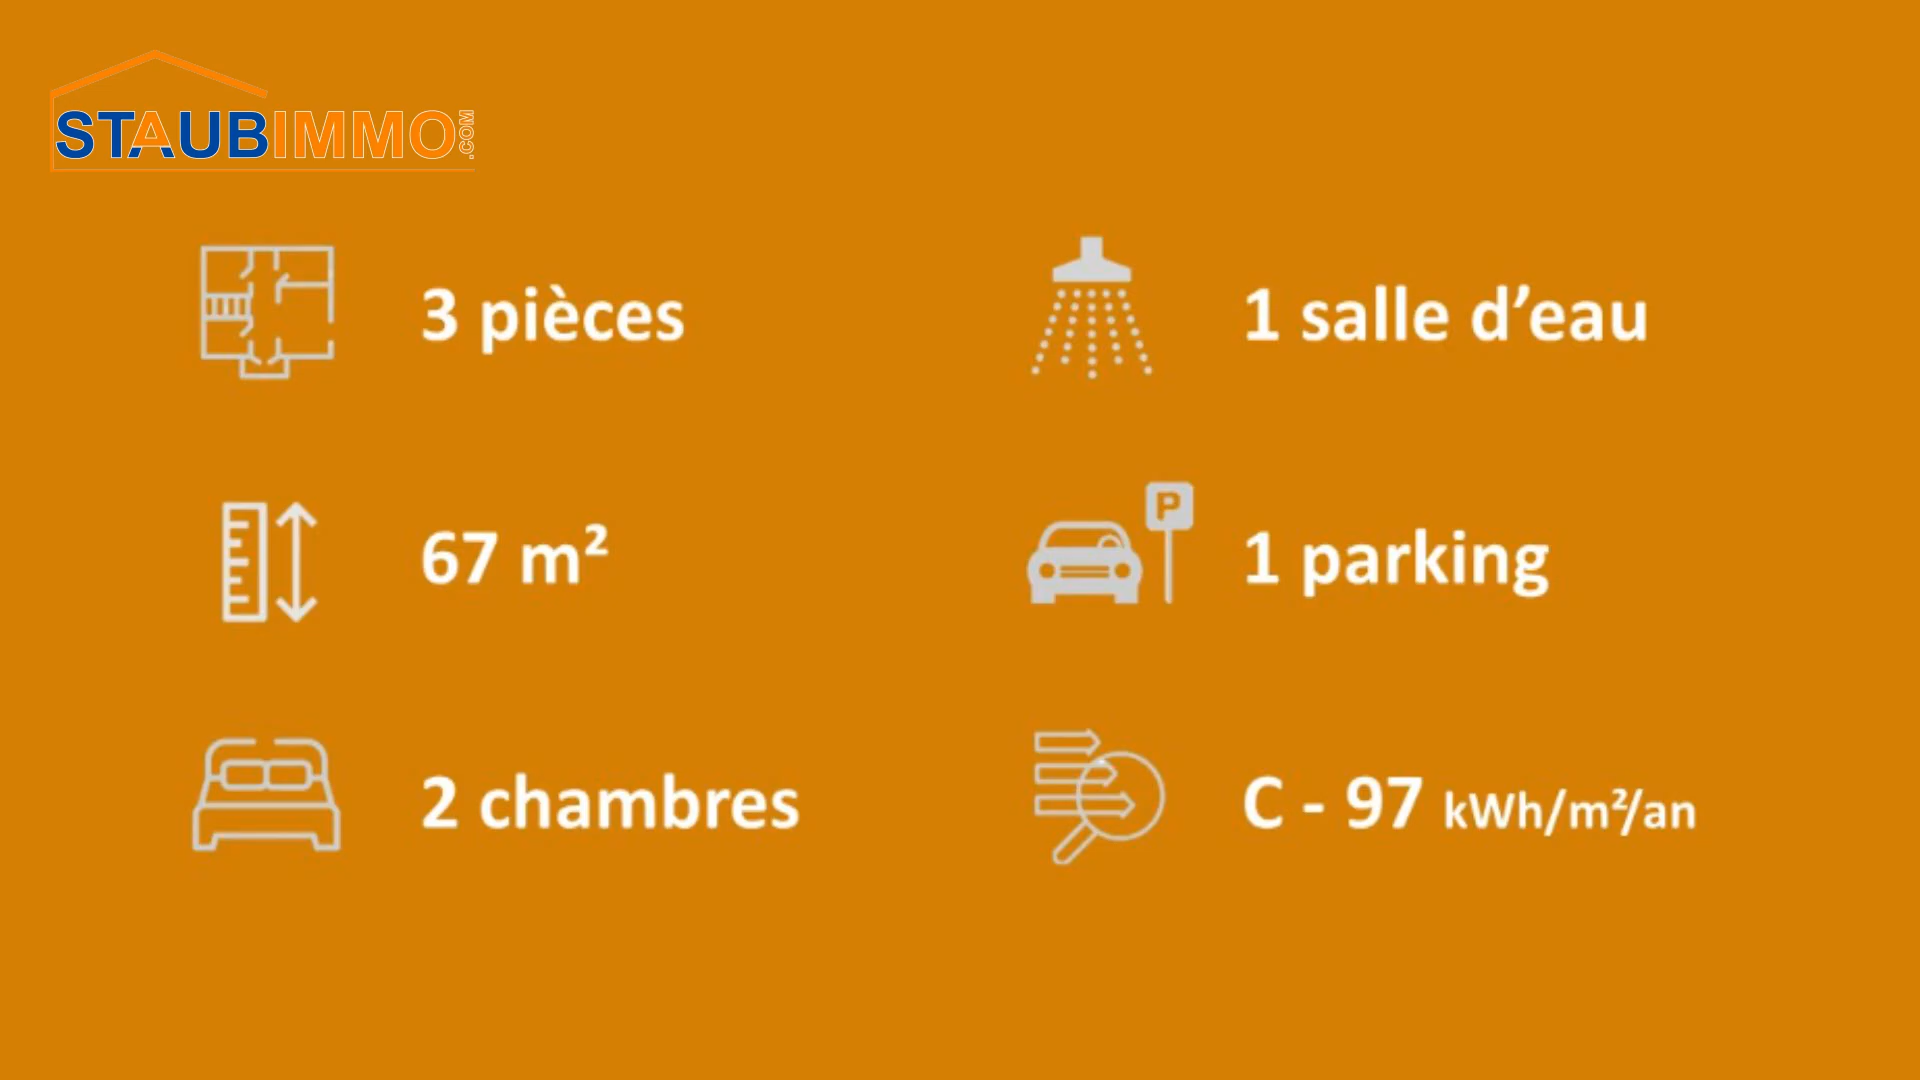 STAUBIMMO.COM
3 pièces
1 salle d’eau
67 m²
P
1 parking
2 chambres
C - 97 kWh/m²/an